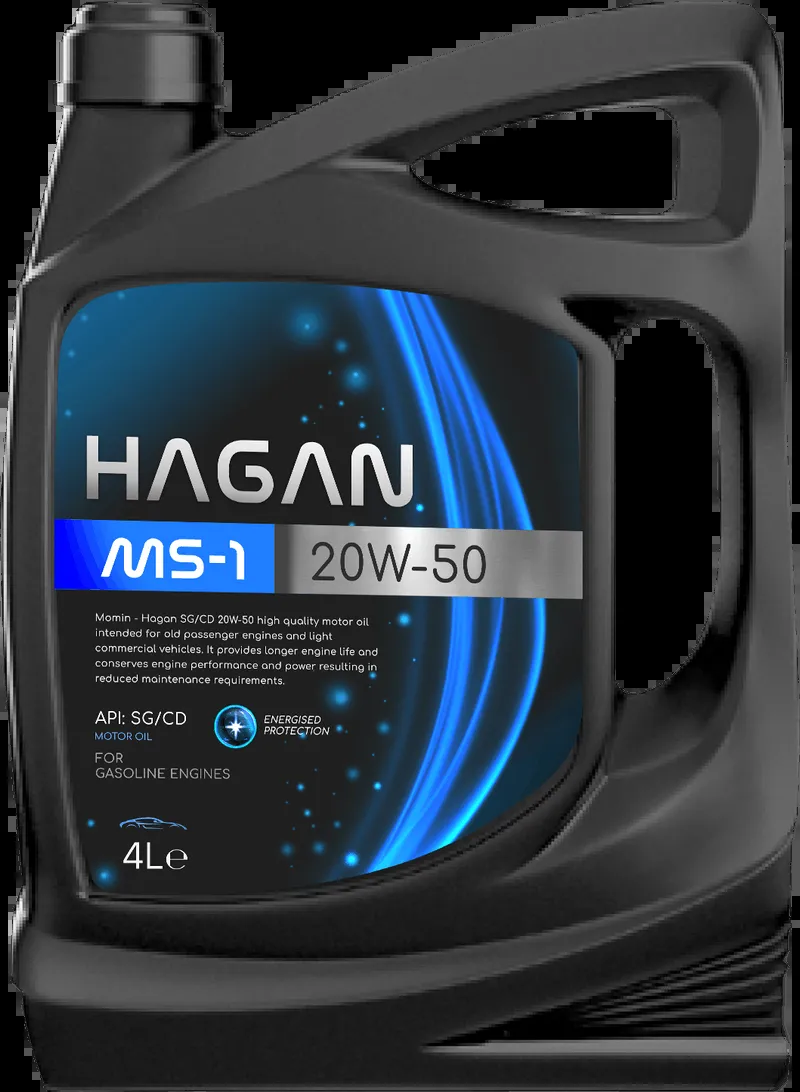 HAGAN
MS-1 20W-50
Momin - Hagan SG/CD 20W-50 high quality motor oil
intended for old passenger engines and light
commercial vehicles. It provides longer engine life and
conserves engine performance and power resulting in
reduced maintenance requirements.
API: SG/CD
MOTOR OIL
ENERGISED
PROTECTION
FOR
GASOLINE ENGINES
4Le